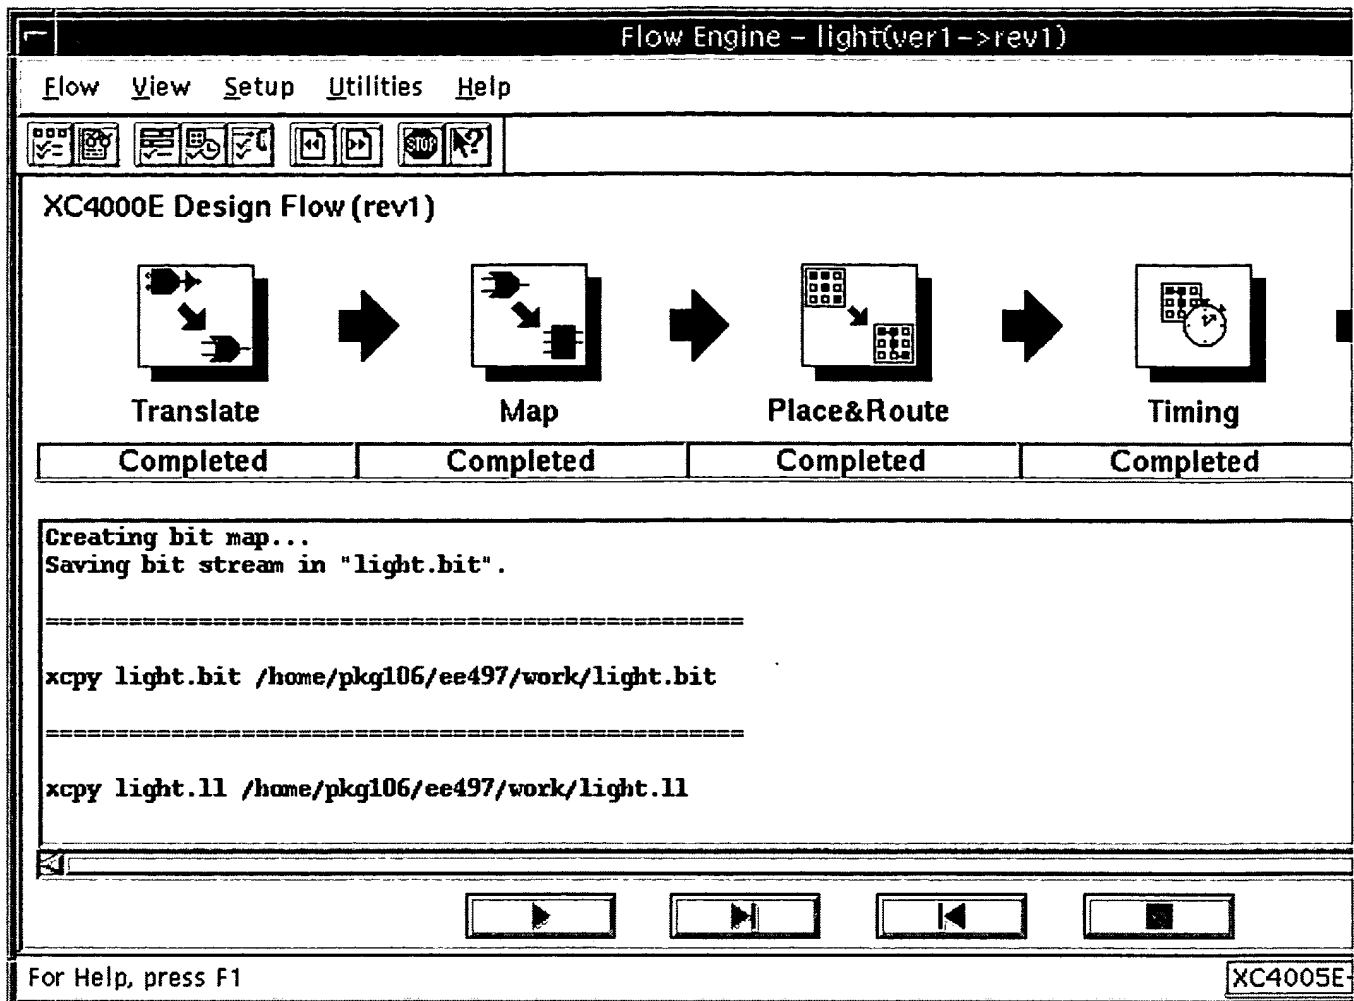 Flow Engine – light(ver1->rev1)
Flow View Setup Utilities Help
STOP ?
XC4000E Design Flow (rev1)
Translate Map Place&Route Timing
Completed Completed Completed Completed
Creating bit map...
Saving bit stream in "light.bit".
==================================================
xcpy light.bit /home/pkg106/ee497/work/light.bit
==================================================
xcpy light.ll /home/pkg106/ee497/work/light.ll
For Help, press F1 XC4005E-